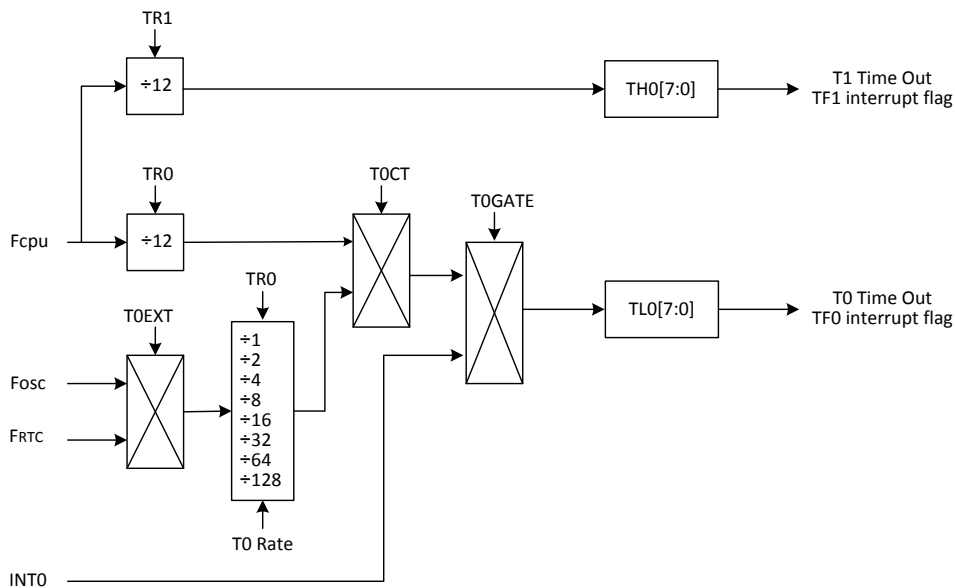 TR1
÷12
TH0[7:0]
T1 Time Out
TF1 interrupt flag
TR0
T0CT
T0GATE
Fcpu
÷12
TR0
T0EXT
TL0[7:0]
T0 Time Out
TF0 interrupt flag
Fosc
FRTC
÷1
÷2
÷4
÷8
÷16
÷32
÷64
÷128
T0 Rate
INT0